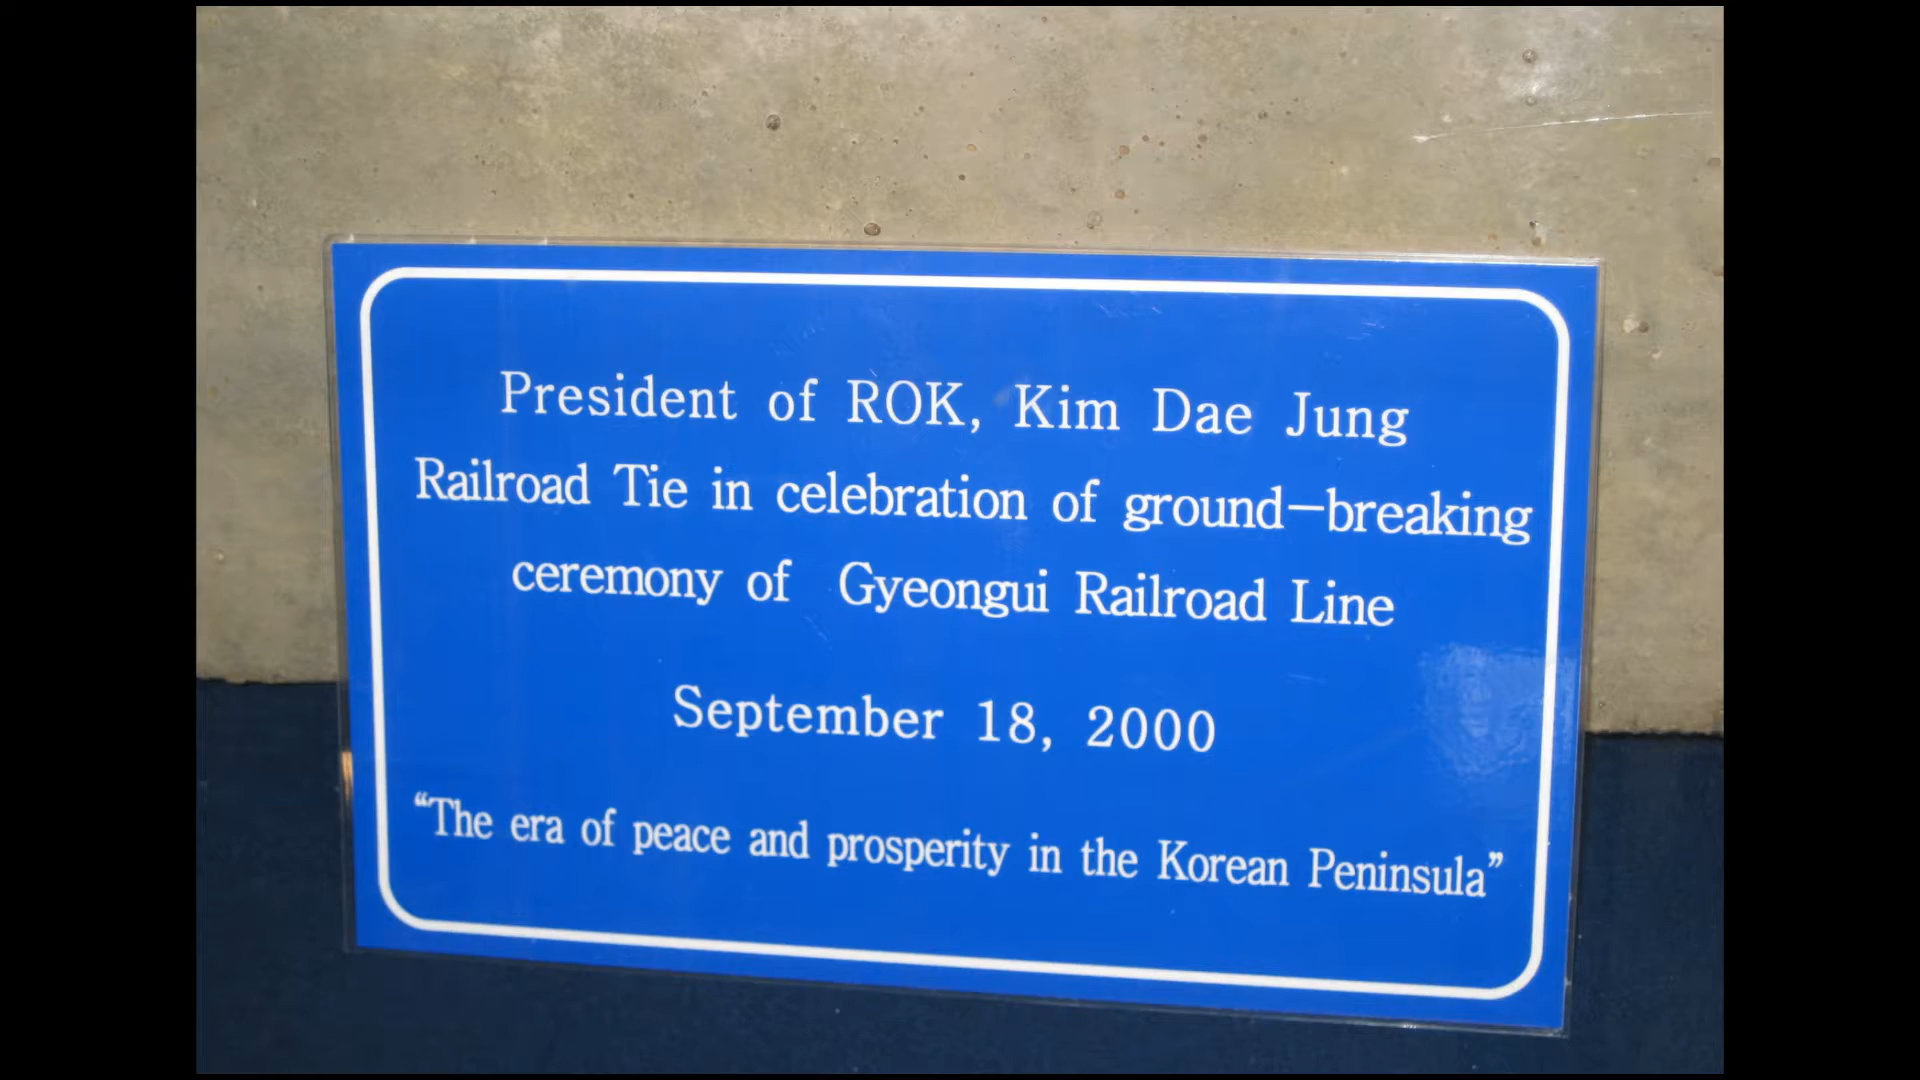 President of ROK, Kim Dae Jung
Railroad Tie in celebration of ground-breaking
ceremony of Gyeongui Railroad Line
September 18, 2000
“The era of peace and prosperity in the Korean Peninsula”